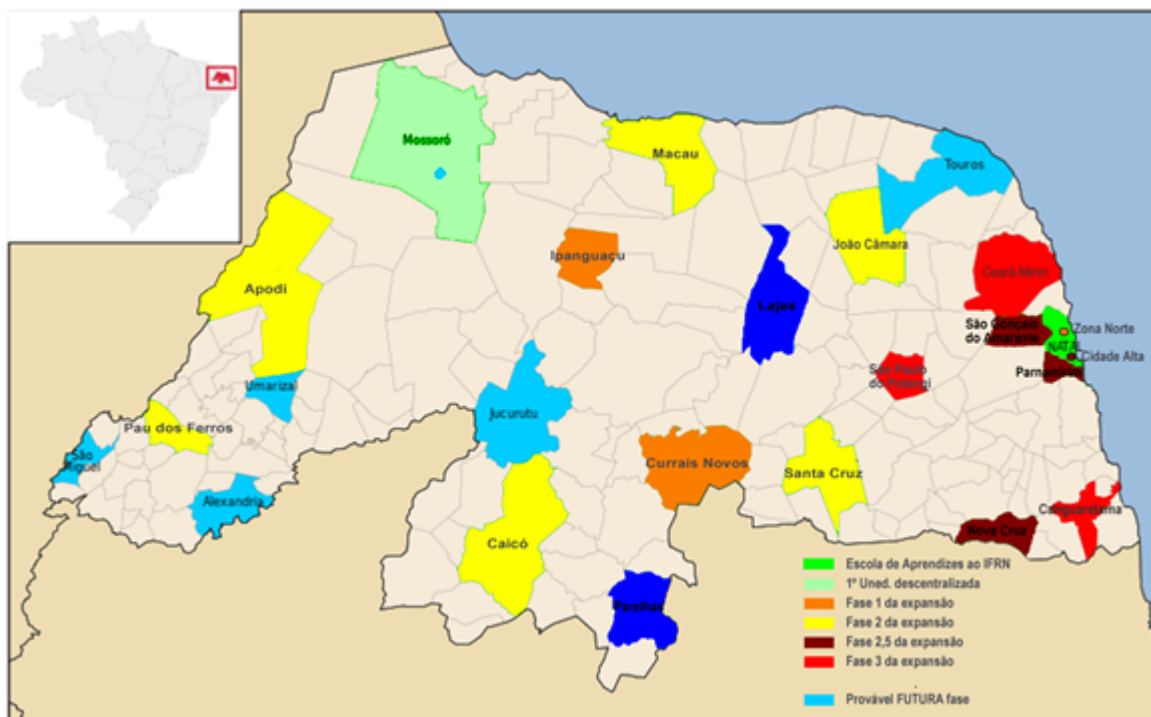 Mossoró
Macau
Touros
João Câmara
Ipanguaçu
Ceará-Mirim
Apodi
Lajes
São Gonçalo
do Amarante
Zona Norte
NATAL
Cidade Alta
Parnamirim
São Paulo
do Potengi
Umarizal
Jucurutu
Pau dos Ferros
São
Miguel
Currais Novos
Santa Cruz
Alexandria
Canguaretama
Nova Cruz
Caicó
Parelhas
Escola de Aprendizes ao IFRN
1ª Uned. descentralizada
Fase 1 da expansão
Fase 2 da expansão
Fase 2,5 da expansão
Fase 3 da expansão
Provável FUTURA fase